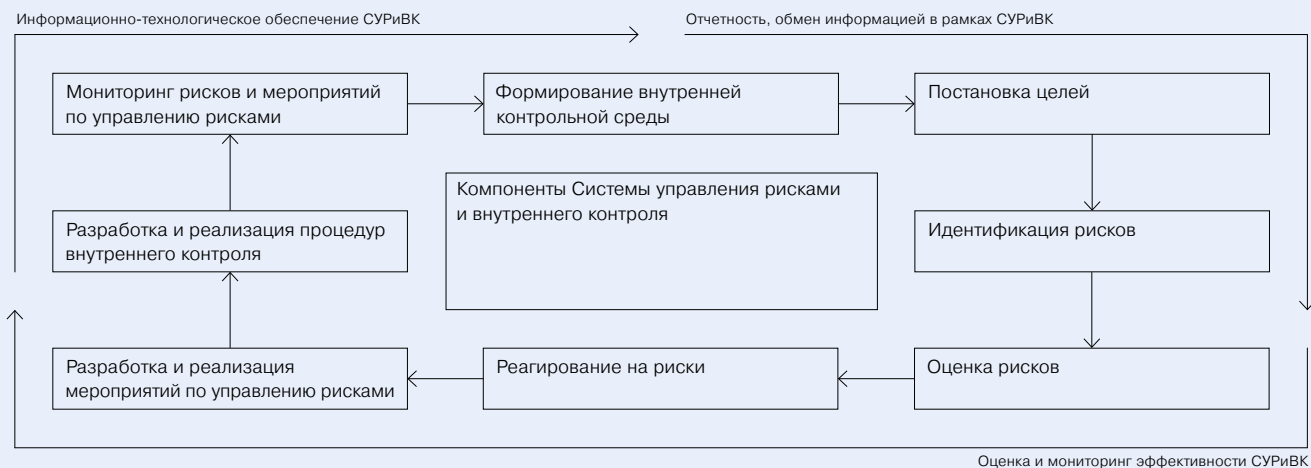 Информационно-технологическое обеспечение СУРиВК
Отчетность, обмен информацией в рамках СУРиВК
Мониторинг рисков и мероприятий
по управлению рисками
Формирование внутренней
контрольной среды
Постановка целей
Компоненты Системы управления рисками
и внутреннего контроля
Разработка и реализация процедур
внутреннего контроля
Идентификация рисков
Разработка и реализация
мероприятий по управлению рисками
Реагирование на риски
Оценка рисков
Оценка и мониторинг эффективности СУРиВК